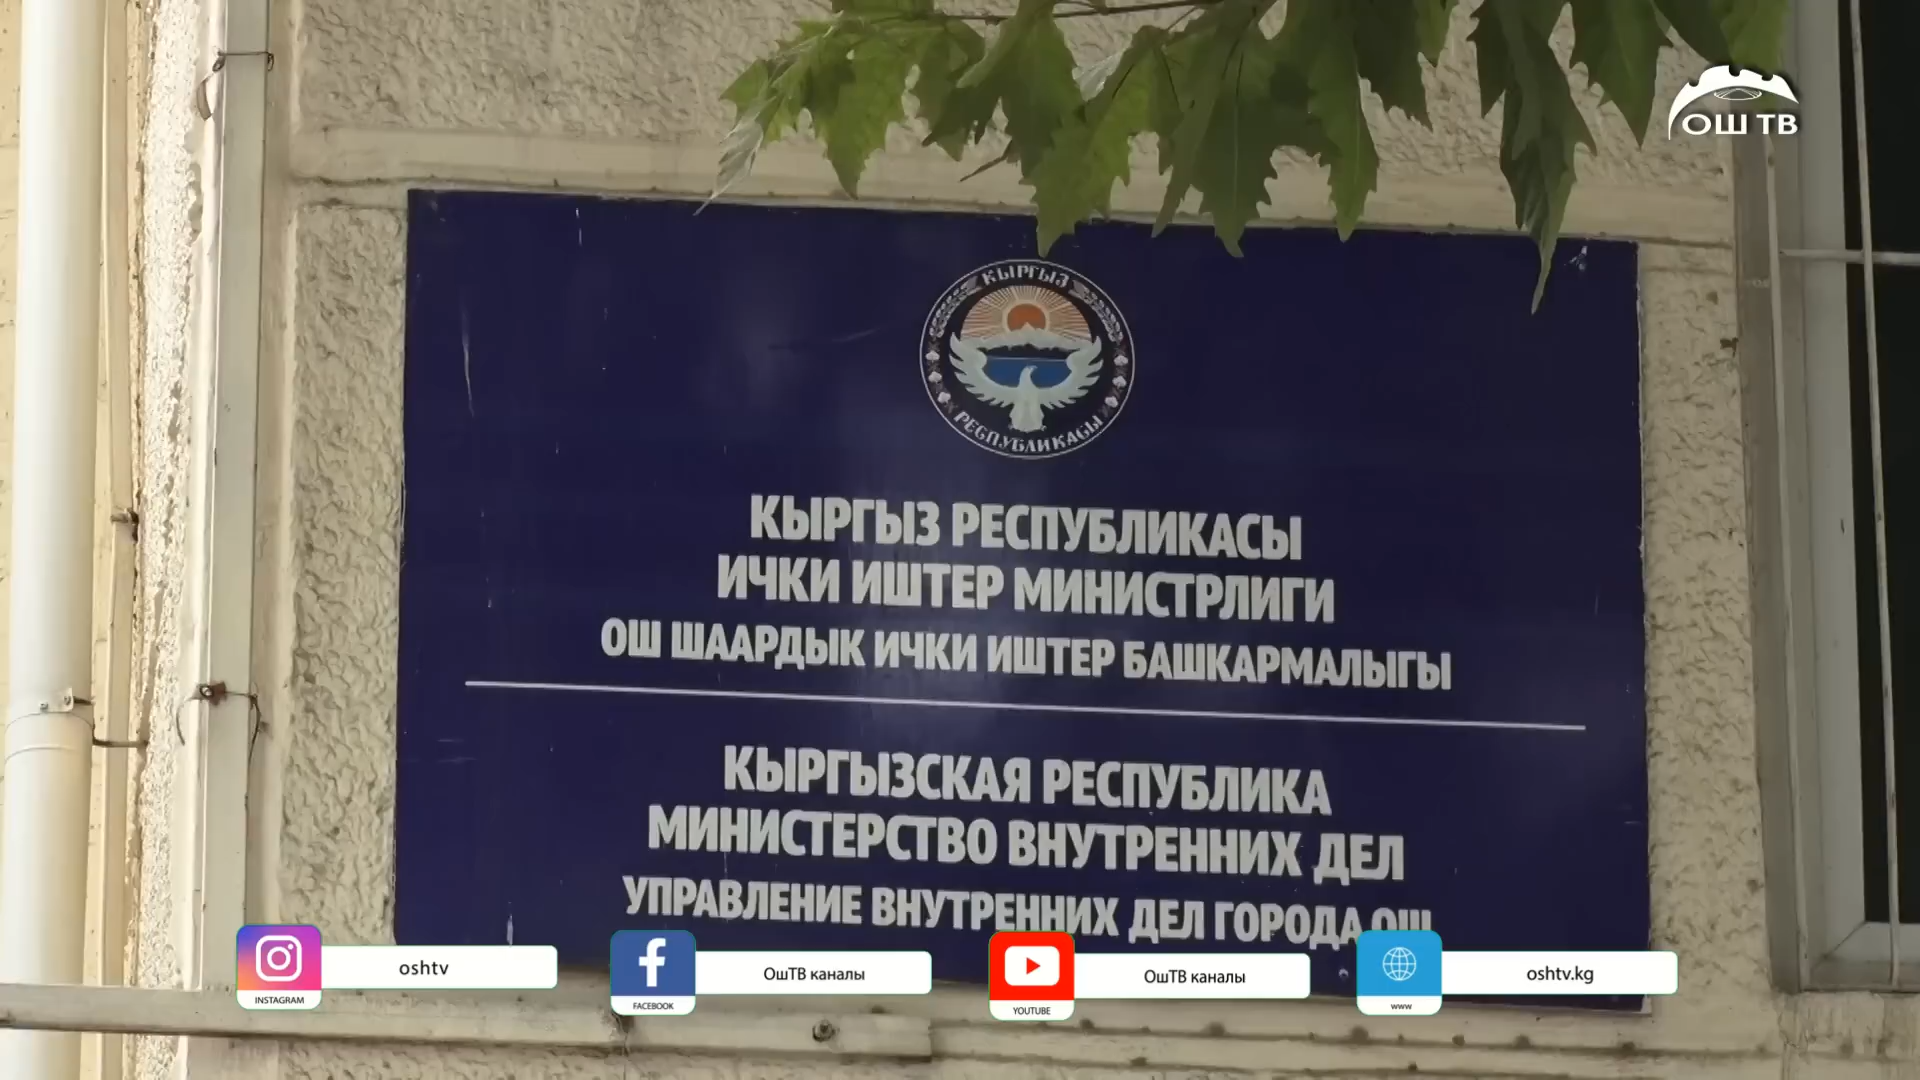 ОШ ТВ
КЫРГЫЗ
РЕСПУБЛИКАСЫ
КЫРГЫЗ РЕСПУБЛИКАСЫ
ИЧКИ ИШТЕР МИНИСТРЛИГИ
ОШ ШААРДЫК ИЧКИ ИШТЕР БАШКАРМАЛЫГЫ
КЫРГЫЗСКАЯ РЕСПУБЛИКА
МИНИСТЕРСТВО ВНУТРЕННИХ ДЕЛ
УПРАВЛЕНИЕ ВНУТРЕННИХ ДЕЛ ГОРОДА ОШ
oshtv
INSTAGRAM
ОшТВ каналы
FACEBOOK
ОшТВ каналы
YOUTUBE
oshtv.kg
www